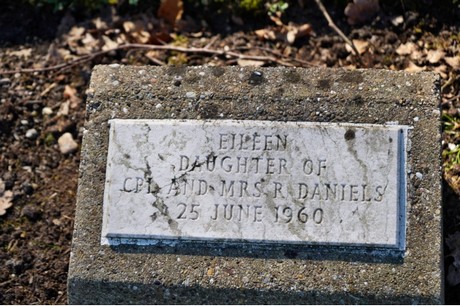 EILEEN
DAUGHTER OF
CPL AND MRS. R. DANIELS
25 JUNE 1960